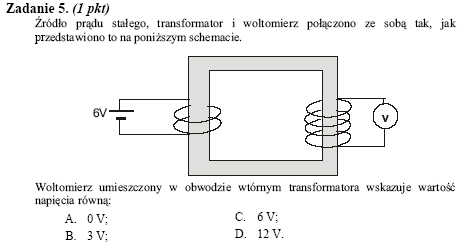 Zadanie 5. (1 pkt)
Źródło prądu stałego, transformator i woltomierz połączono ze sobą tak, jak
przedstawiono to na poniższym schemacie.
6V
V
Woltomierz umieszczony w obwodzie wtórnym transformatora wskazuje wartość
napięcia równą:
A. 0 V;
B. 3 V;
C. 6 V;
D. 12 V.